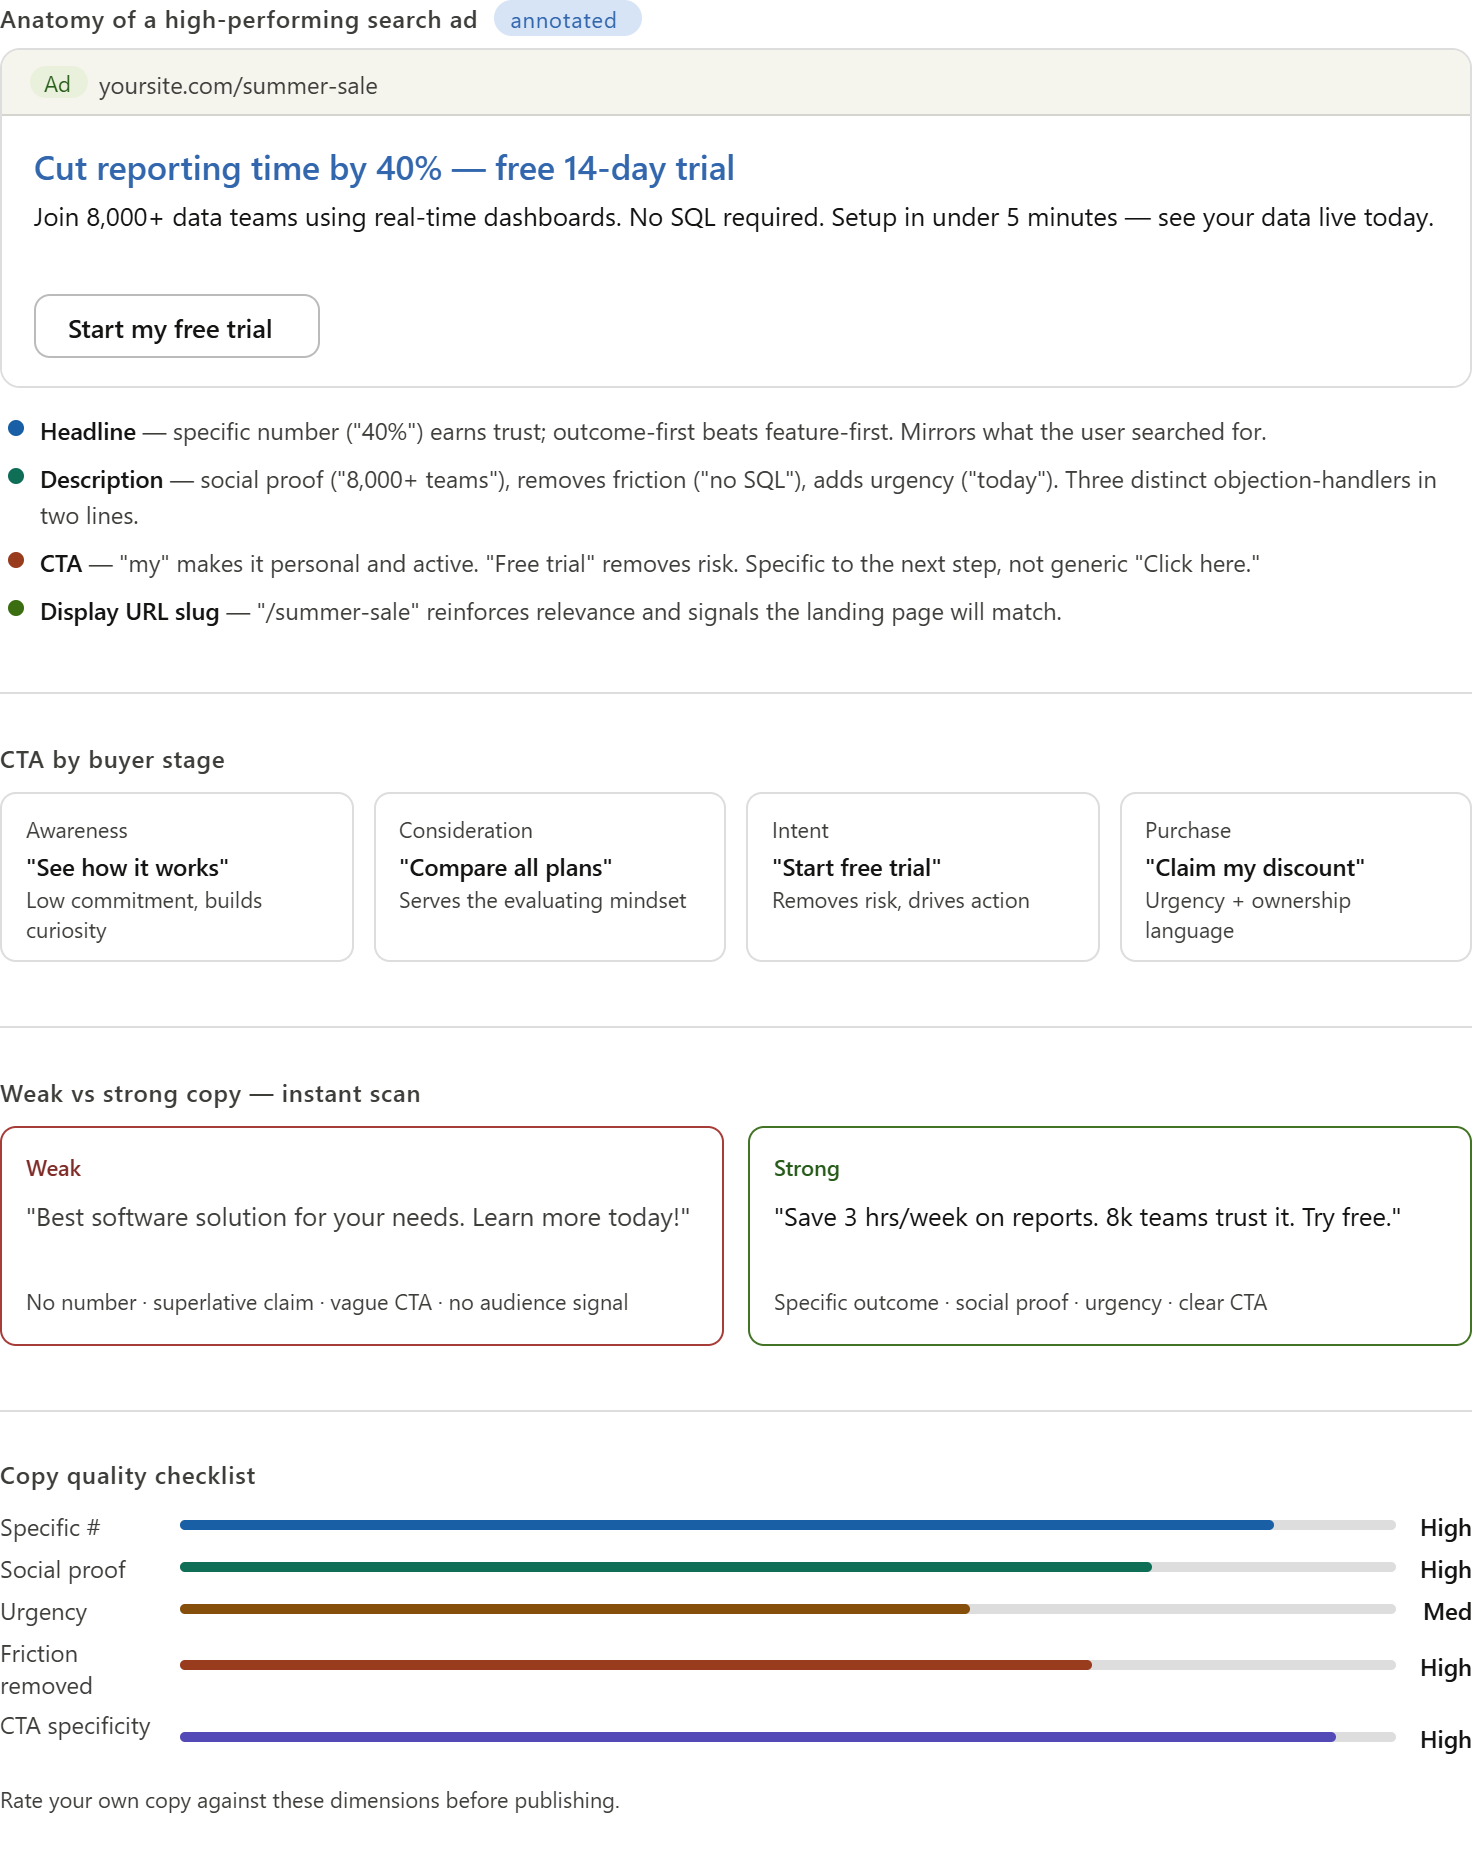 Anatomy of a high-performing search ad annotated
Ad yoursite.com/summer-sale
Cut reporting time by 40% — free 14-day trial
Join 8,000+ data teams using real-time dashboards. No SQL required. Setup in under 5 minutes — see your data live today.
Start my free trial
Headline — specific number ("40%") earns trust; outcome-first beats feature-first. Mirrors what the user searched for.
Description — social proof ("8,000+ teams"), removes friction ("no SQL"), adds urgency ("today"). Three distinct objection-handlers in
two lines.
CTA — "my" makes it personal and active. "Free trial" removes risk. Specific to the next step, not generic "Click here."
Display URL slug — "/summer-sale" reinforces relevance and signals the landing page will match.
CTA by buyer stage
Awareness
"See how it works"
Low commitment, builds
curiosity
Consideration
"Compare all plans"
Serves the evaluating mindset
Intent
"Start free trial"
Removes risk, drives action
Purchase
"Claim my discount"
Urgency + ownership
language
Weak vs strong copy — instant scan
Weak
"Best software solution for your needs. Learn more today!"
No number · superlative claim · vague CTA · no audience signal
Strong
"Save 3 hrs/week on reports. 8k teams trust it. Try free."
Specific outcome · social proof · urgency · clear CTA
Copy quality checklist
Specific # High
Social proof High
Urgency Med
Friction
removed High
CTA specificity High
Rate your own copy against these dimensions before publishing.